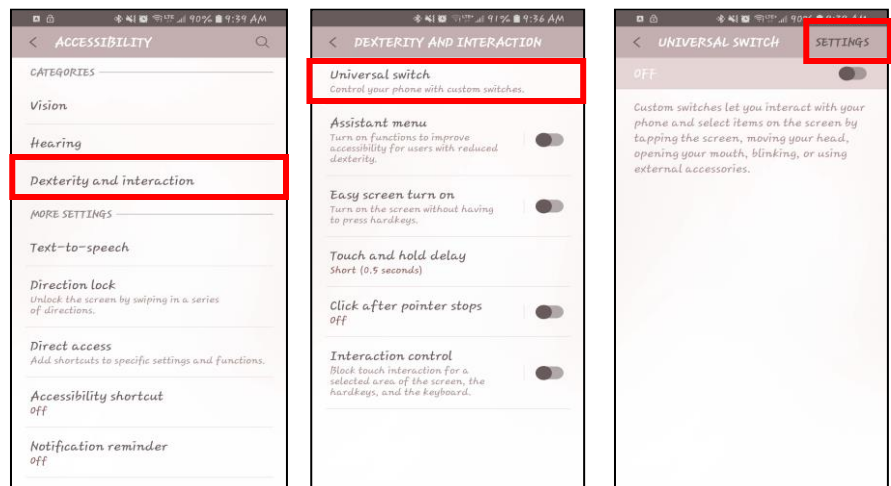 90% 9:39 AM
< ACCESSIBILITY
CATEGORIES
Vision
Hearing
Dexterity and interaction
MORE SETTINGS
Text-to-speech
Direction lock
Unlock the screen by swiping in a series
of directions.
Direct access
Add shortcuts to specific settings and functions.
Accessibility shortcut
Off
Notification reminder
Off
91% 9:36 AM
< DEXTERITY AND INTERACTION
Universal switch
Control your phone with custom switches.
Assistant menu
Turn on functions to improve
accessibility for users with reduced
dexterity.
Easy screen turn on
Turn on the screen without having
to press hardkeys.
Touch and hold delay
Short (0.5 seconds)
Click after pointer stops
Off
Interaction control
Block touch interaction for a
selected area of the screen, the
hardkeys, and the keyboard.
< UNIVERSAL SWITCH SETTINGS
OFF
Custom switches let you interact with your
phone and select items on the screen by
tapping the screen, moving your head,
opening your mouth, blinking, or using
external accessories.